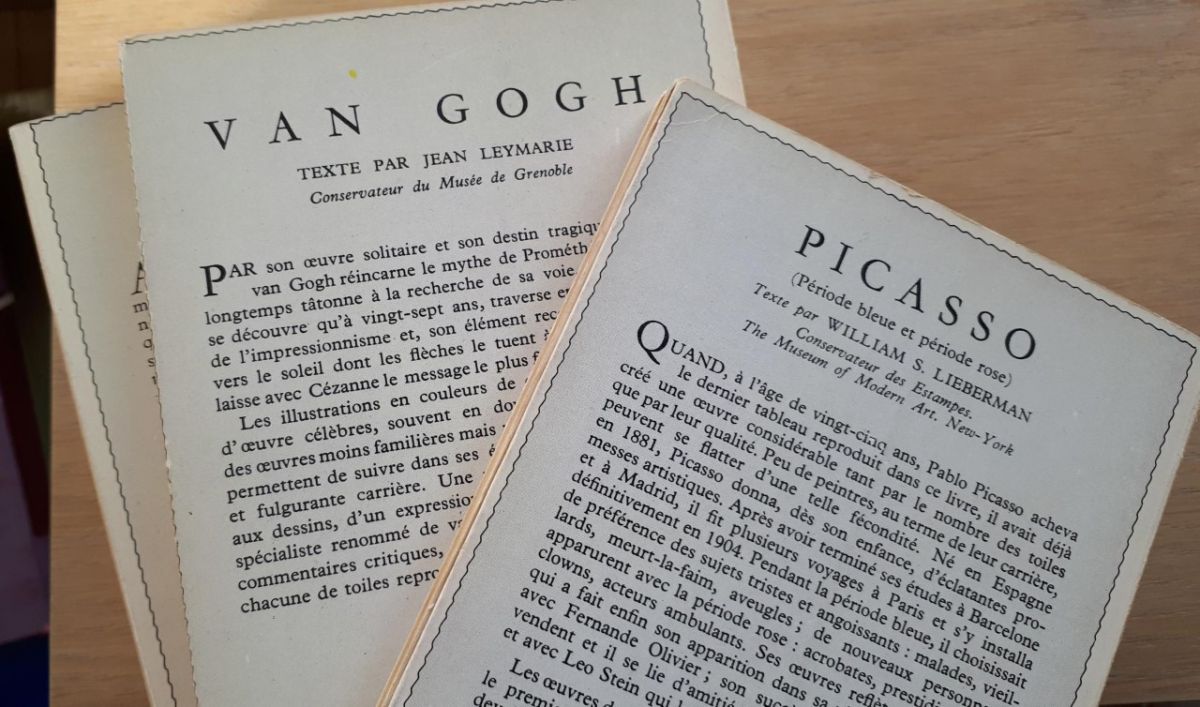 VAN GOGH
TEXTE PAR JEAN LEYMARIE
Conservateur du Musée de Grenoble
PAR son œuvre solitaire et son destin
van Gogh réincarne le mythe de
longtemps tâtonne à la recherche de sa voie
se découvre qu'à vingt-sept ans, traverse
de l'impressionnisme et, son élément
vers le soleil dont les flèches le tuent
laisse avec Cézanne le message le plus
Les illustrations en couleurs de
d'œuvre célèbres, souvent en
des œuvres moins familières mais
permettent de suivre dans ses
et fulgurante carrière. Une
aux dessins, d'un
spécialiste renommé de
commentaires critiques,
chacune de toiles
PICASSO
(Période bleue et période rose)
Texte par WILLIAM S. LIEBERMAN
Conservateur des Estampes.
The Museum of Modern Art. New-York
QUAND, à l'âge de vingt-cinq ans, Pablo Picasso acheva
le dernier tableau reproduit dans ce livre, il avait déjà
créé une œuvre considérable tant par le nombre des toiles
que par leur qualité. Peu de peintres, au terme de leur carrière,
peuvent se flatter d'une telle fécondité. Né en Espagne
en 1881, Picasso donna, dès son enfance, d'éclatantes pro-
messes artistiques. Après avoir terminé ses études à Barcelone
et à Madrid, il fit plusieurs voyages à Paris et s'y installa
définitivement en 1904. Pendant la période bleue, il choisissait
de préférence des sujets tristes et angoissants : malades, vieil-
lards, meurt-la-faim, aveugles ; de nouveaux
apparurent avec la période rose : acrobates,
clowns, acteurs ambulants. Ses œuvres
qui a fait enfin son apparition dans sa
avec Fernande Olivier ; son
vendent et il se lie
et avec Leo Stein qui
Les œuvres
le